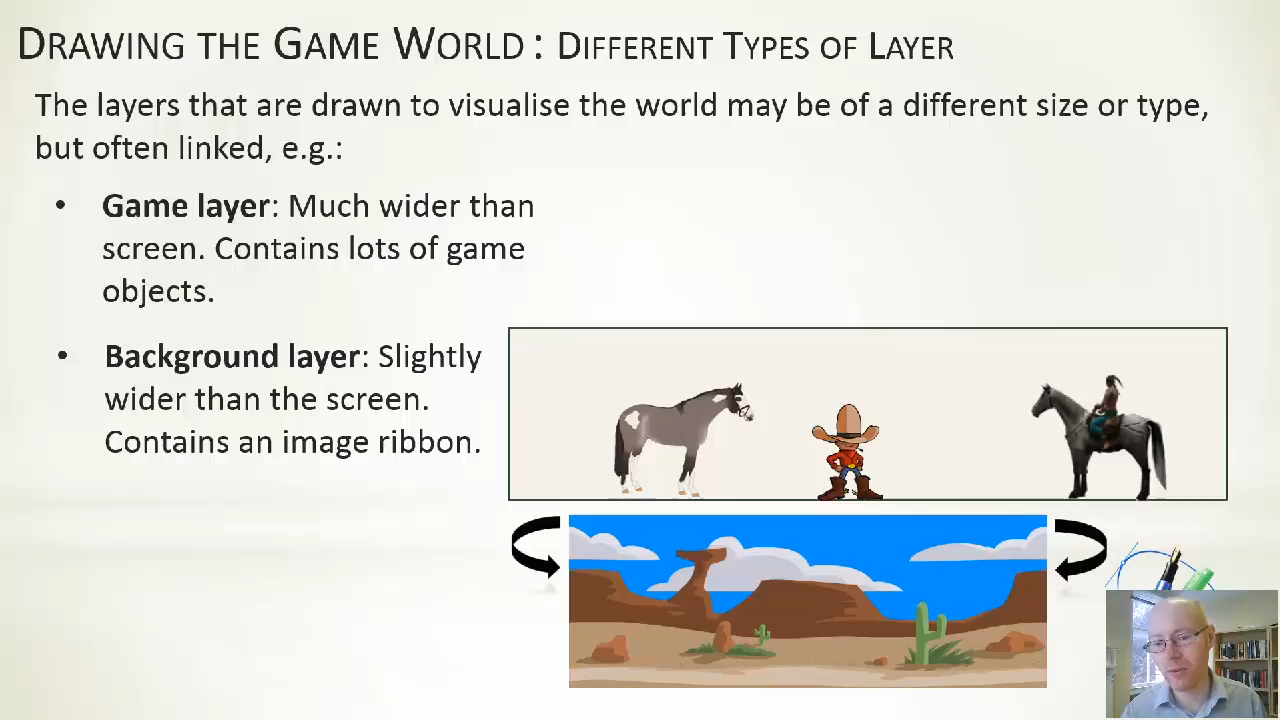 DRAWING THE GAME WORLD : DIFFERENT TYPES OF LAYER
The layers that are drawn to visualise the world may be of a different size or type,
but often linked, e.g.:
• Game layer: Much wider than
screen. Contains lots of game
objects.
• Background layer: Slightly
wider than the screen.
Contains an image ribbon.